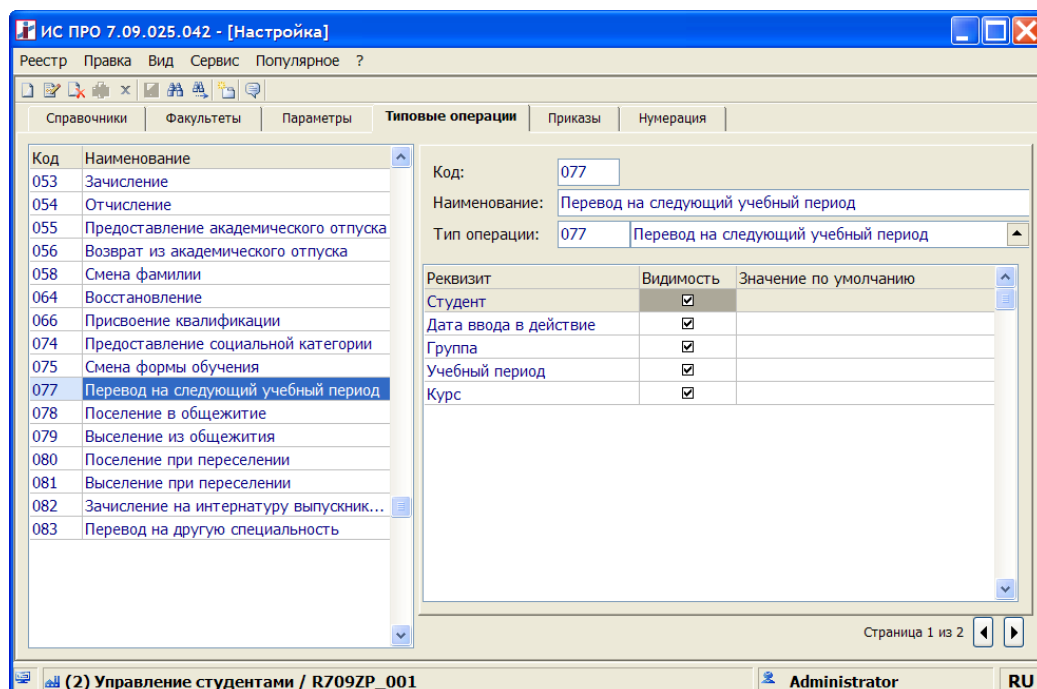 ИС ПРО 7.09.025.042 - [Настройка]
Реестр Правка Вид Сервис Популярное ?
Справочники Факультеты Параметры Типовые операции Приказы Нумерация
Код Наименование
053 Зачисление
054 Отчисление
055 Предоставление академического отпуска
056 Возврат из академического отпуска
058 Смена фамилии
064 Восстановление
066 Присвоение квалификации
074 Предоставление социальной категории
075 Смена формы обучения
077 Перевод на следующий учебный период
078 Поселение в общежитие
079 Выселение из общежития
080 Поселение при переселении
081 Выселение при переселении
082 Зачисление на интернатуру выпускник...
083 Перевод на другую специальность
Код: 077
Наименование: Перевод на следующий учебный период
Тип операции: 077 Перевод на следующий учебный период
Реквизит Видимость Значение по умолчанию
Студент
Дата ввода в действие
Группа
Учебный период
Курс
Страница 1 из 2
(2) Управление студентами / R709ZP_001 Administrator RU